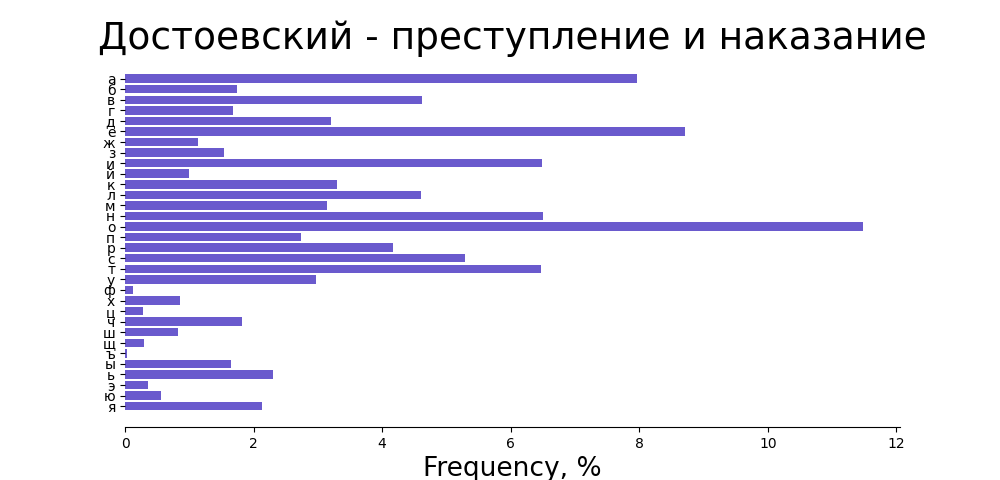 Достоевский - преступление и наказание
а
б
в
г
д
е
ж
з
и
й
к
л
м
н
о
п
р
с
т
у
ф
х
ц
ч
ш
щ
ъ
ы
ь
э
ю
я
0 2 4 6 8 10 12
Frequency, %